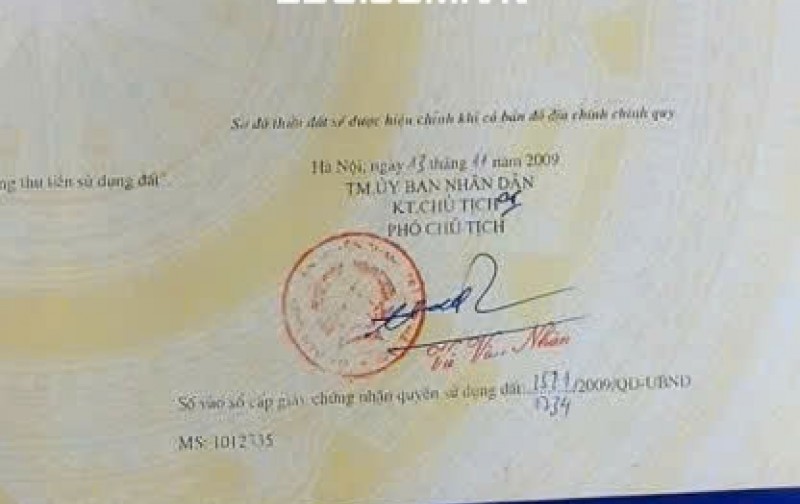 Sơ đồ thửa đất sẽ được hiệu chỉnh khi có bản đồ địa chính chính quy
Hà Nội, ngày 13 tháng 11 năm 2009
ng thu tiền sử dụng đất".
TM.ỦY BAN NHÂN DÂN
KT.CHỦ TỊCH
PHÓ CHỦ TỊCH
Vũ Văn Nhàn
Số vào sổ cấp giấy chứng nhận quyền sử dụng đất: 1571/2009/QĐ-UBND
1234
MS: 1012335